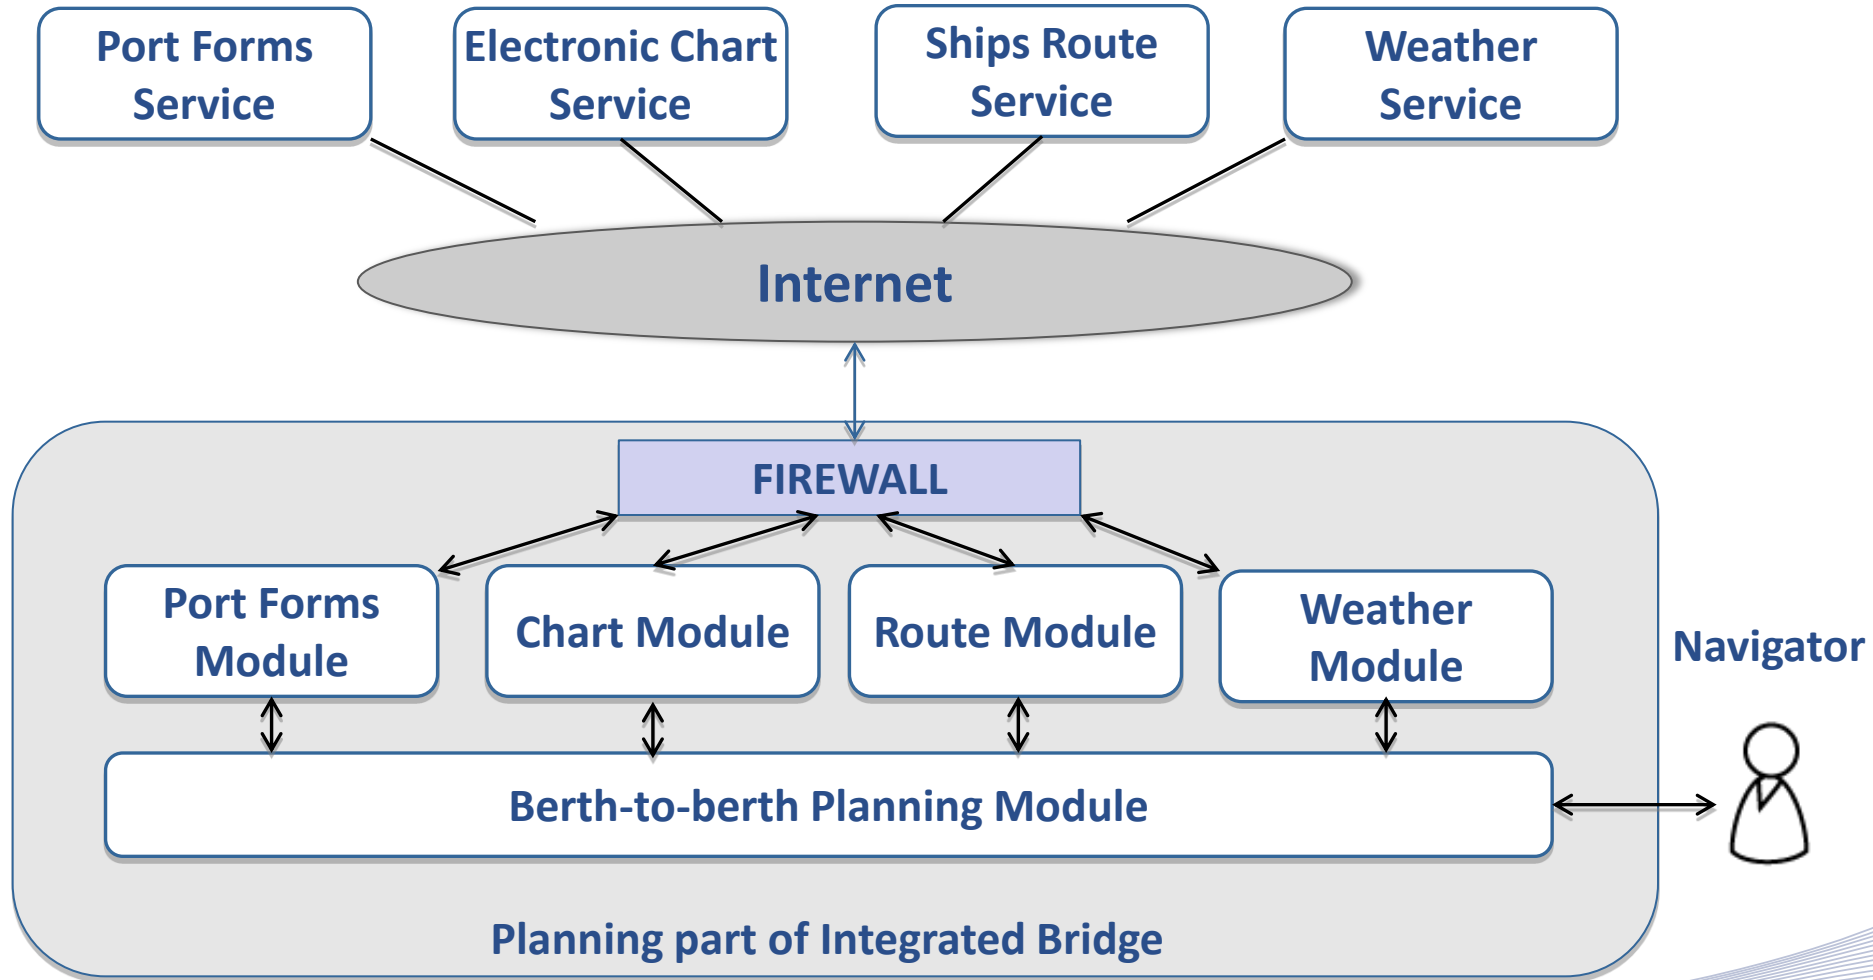 Port Forms
Service
Electronic Chart
Service
Ships Route
Service
Weather
Service
Internet
FIREWALL
Port Forms
Module
Chart Module
Route Module
Weather
Module
Navigator
Berth-to-berth Planning Module
Planning part of Integrated Bridge